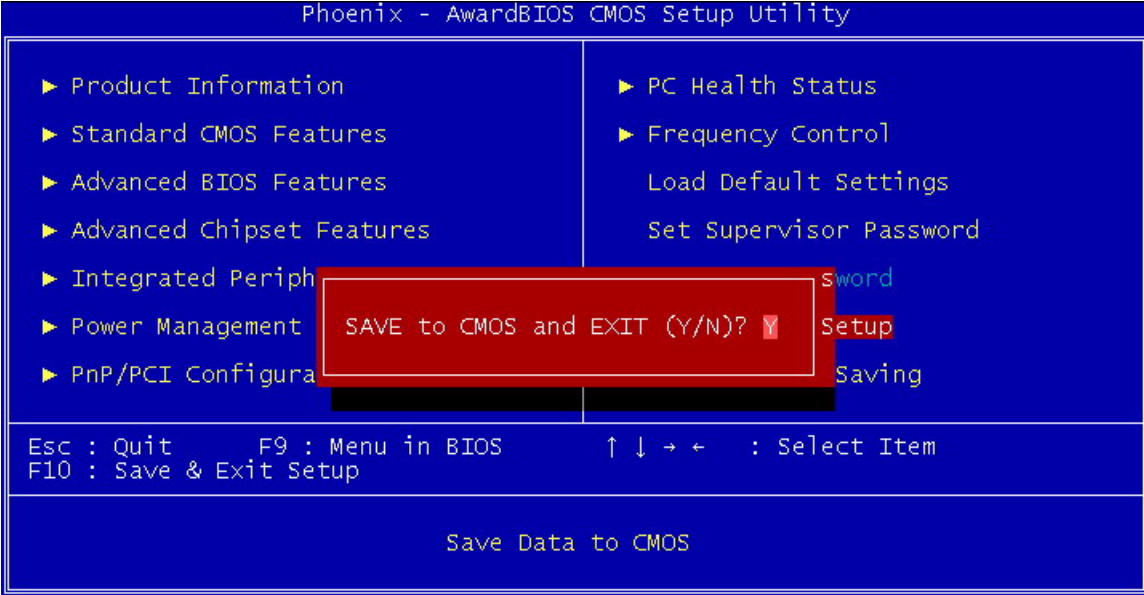 Phoenix - AwardBIOS CMOS Setup Utility
► Product Information
► Standard CMOS Features
► Advanced BIOS Features
► Advanced Chipset Features
► Integrated Periph
► Power Management
► PnP/PCI Configura
► PC Health Status
► Frequency Control
Load Default Settings
Set Supervisor Password
sword
Setup
Saving
SAVE to CMOS and EXIT (Y/N)? Y
Esc : Quit F9 : Menu in BIOS ↑ ↓ → ← : Select Item
F10 : Save & Exit Setup
Save Data to CMOS